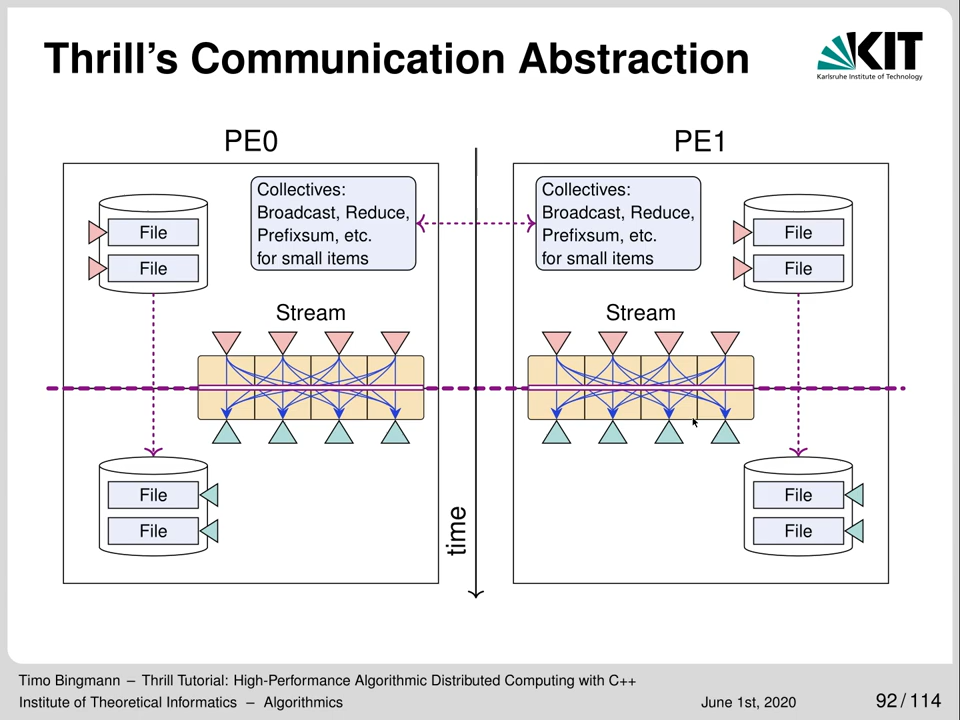 Thrill's Communication Abstraction
KIT
Karlsruhe Institute of Technology
PE0
PE1
Collectives:
Broadcast, Reduce,
Prefixsum, etc.
for small items
File
File
Stream
File
File
time
Collectives:
Broadcast, Reduce,
Prefixsum, etc.
for small items
File
File
Stream
File
File
Timo Bingmann – Thrill Tutorial: High-Performance Algorithmic Distributed Computing with C++
Institute of Theoretical Informatics – Algorithmics
June 1st, 2020
92 / 114